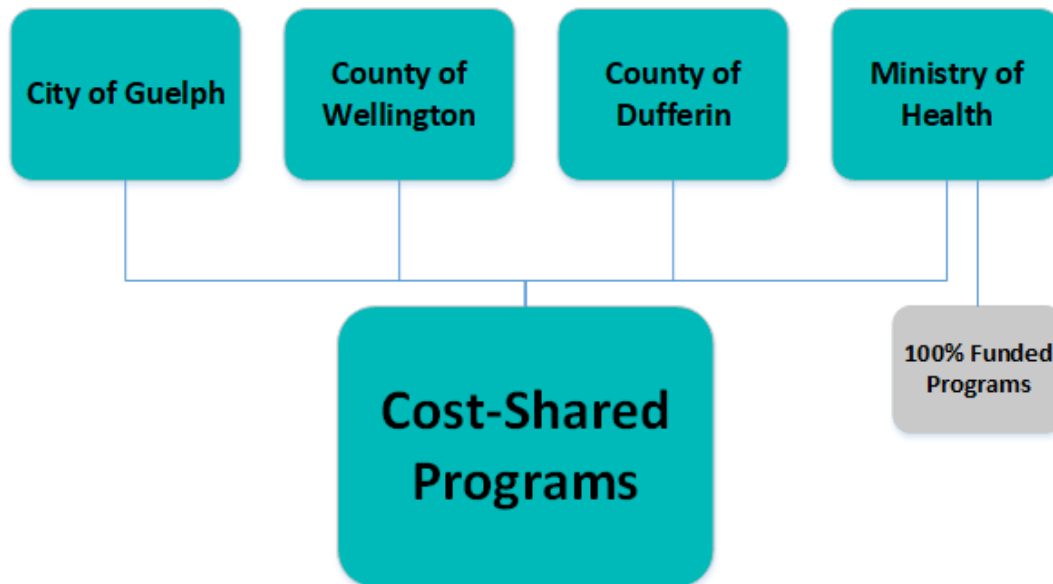 City of Guelph
County of
Wellington
County of
Dufferin
Ministry of
Health
100% Funded
Programs
Cost-Shared
Programs